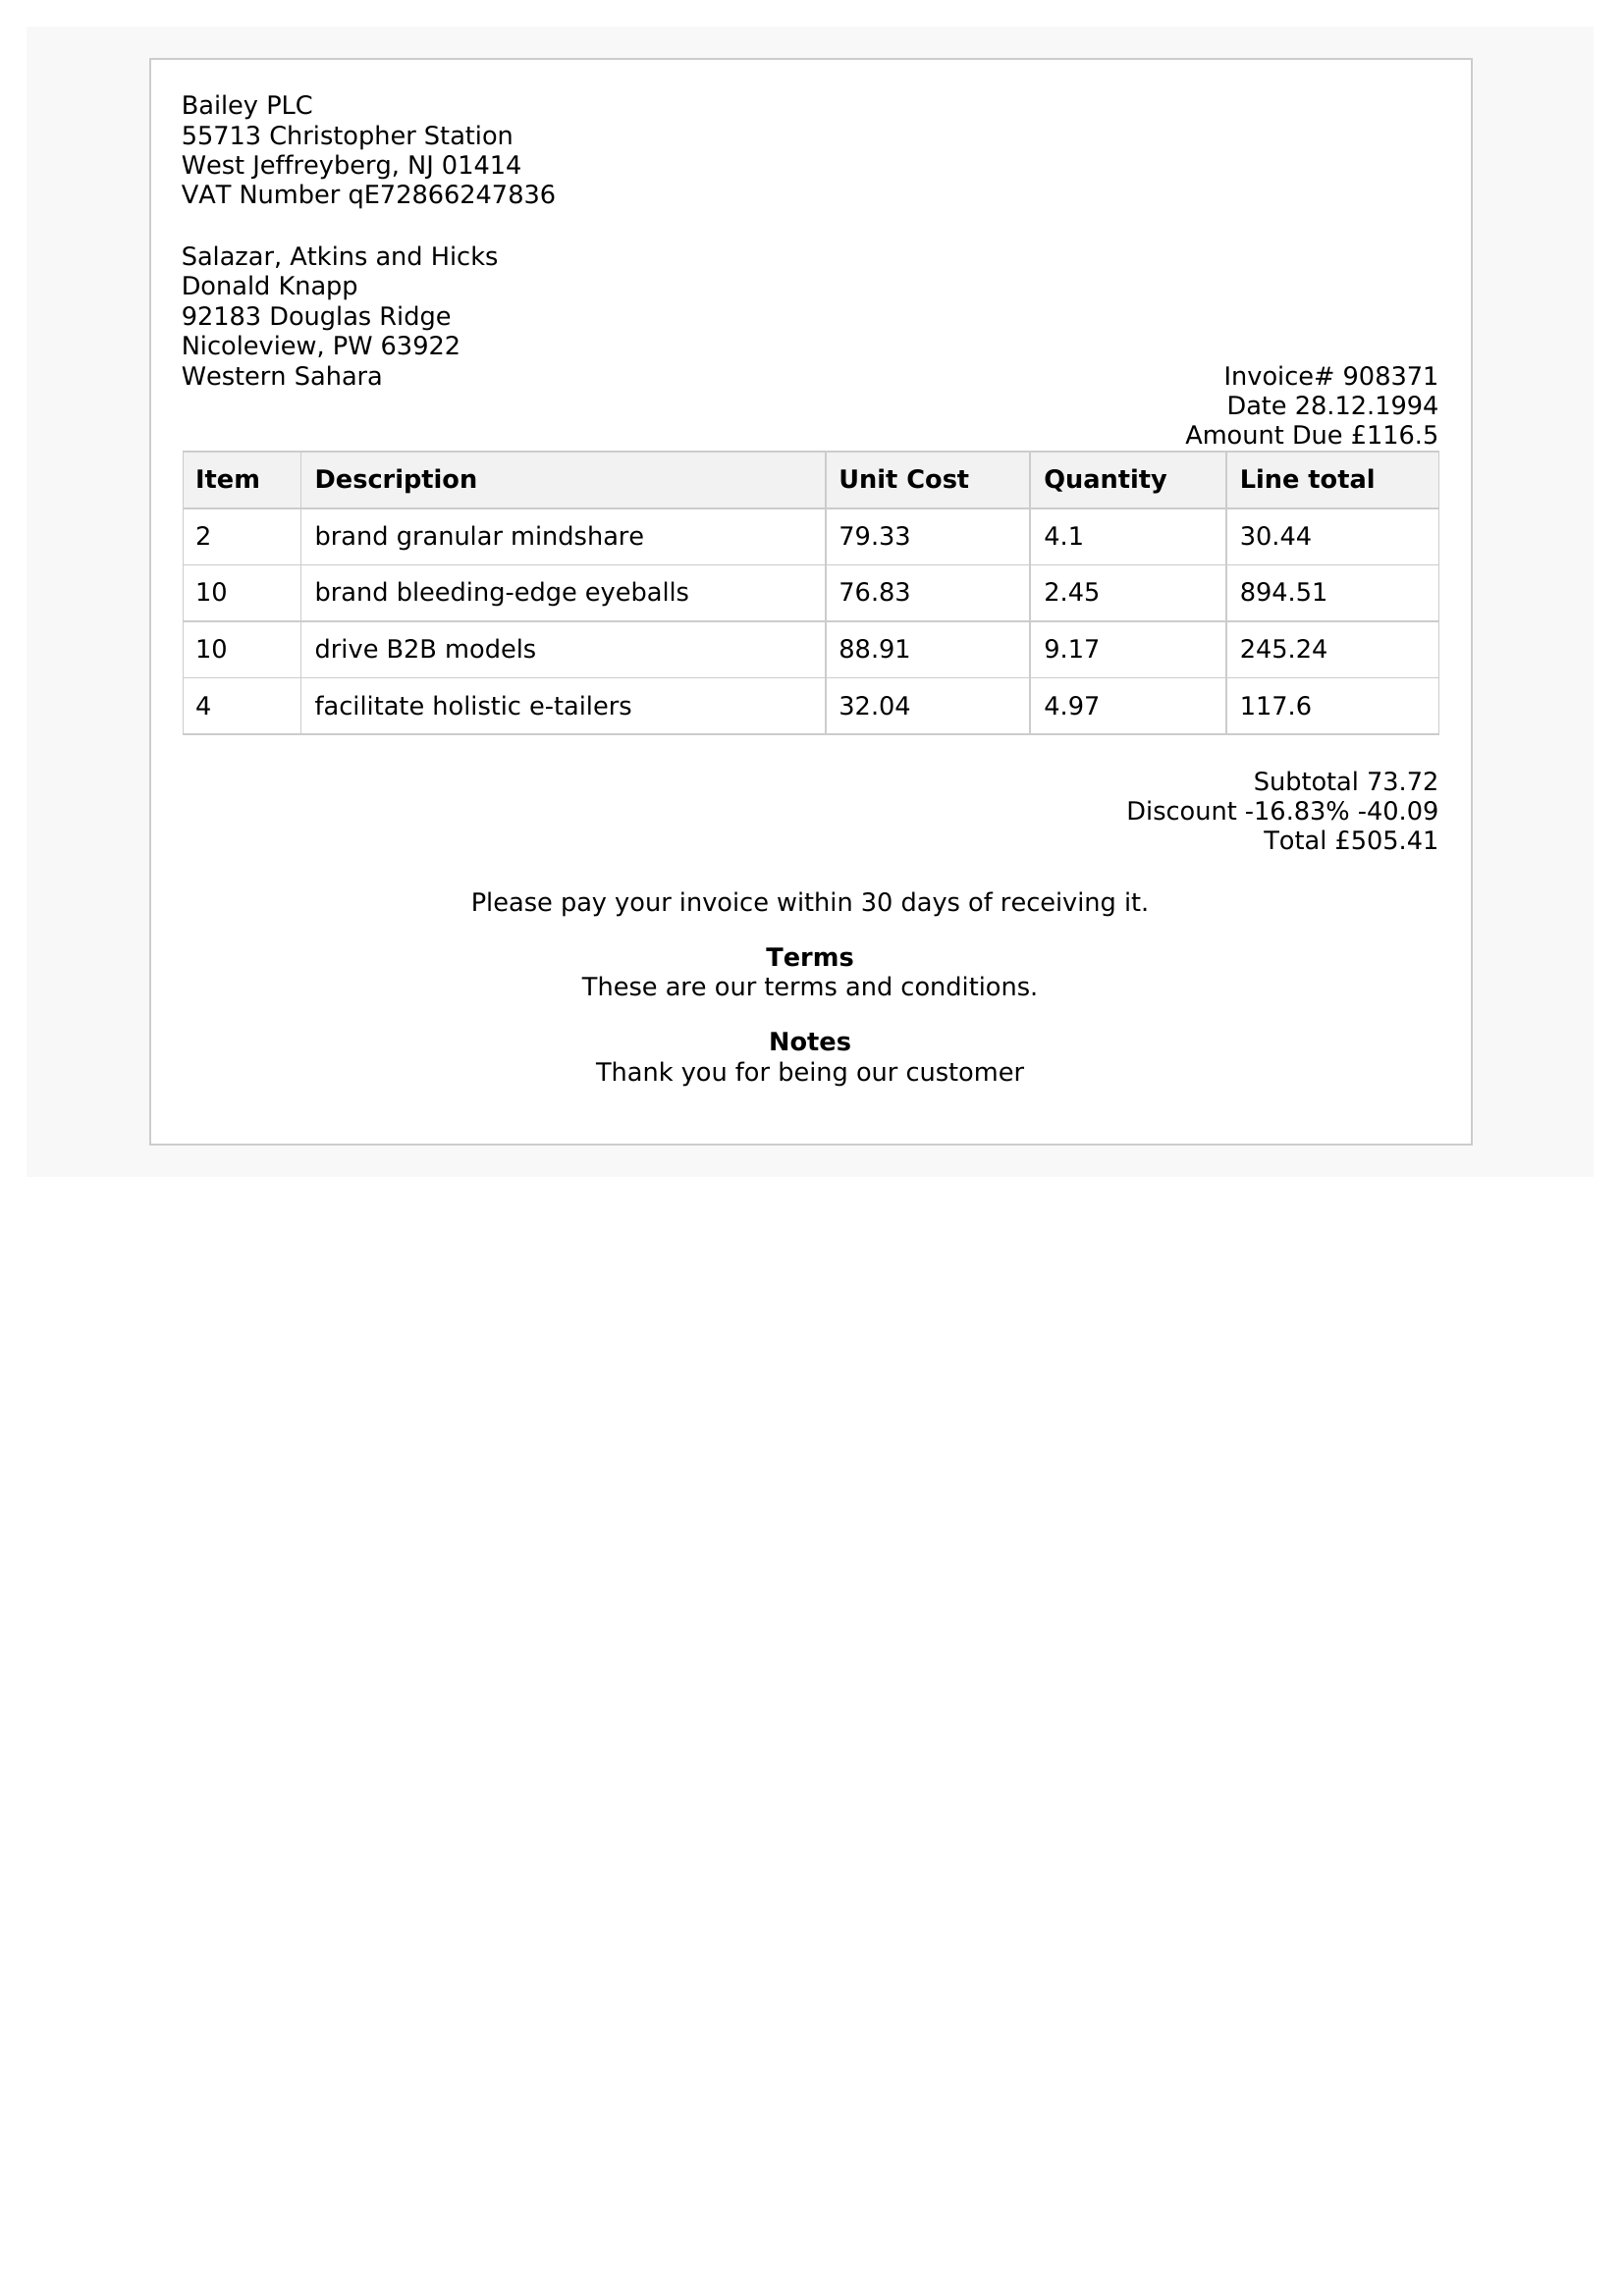 Bailey PLC
55713 Christopher Station
West Jeffreyberg, NJ 01414
VAT Number qE72866247836
Salazar, Atkins and Hicks
Donald Knapp
92183 Douglas Ridge
Nicoleview, PW 63922
Western Sahara
Invoice# 908371
Date 28.12.1994
Amount Due £116.5
Item Description Unit Cost Quantity Line total
2 brand granular mindshare 79.33 4.1 30.44
10 brand bleeding-edge eyeballs 76.83 2.45 894.51
10 drive B2B models 88.91 9.17 245.24
4 facilitate holistic e-tailers 32.04 4.97 117.6
Subtotal 73.72
Discount -16.83% -40.09
Total £505.41
Please pay your invoice within 30 days of receiving it.
Terms
These are our terms and conditions.
Notes
Thank you for being our customer